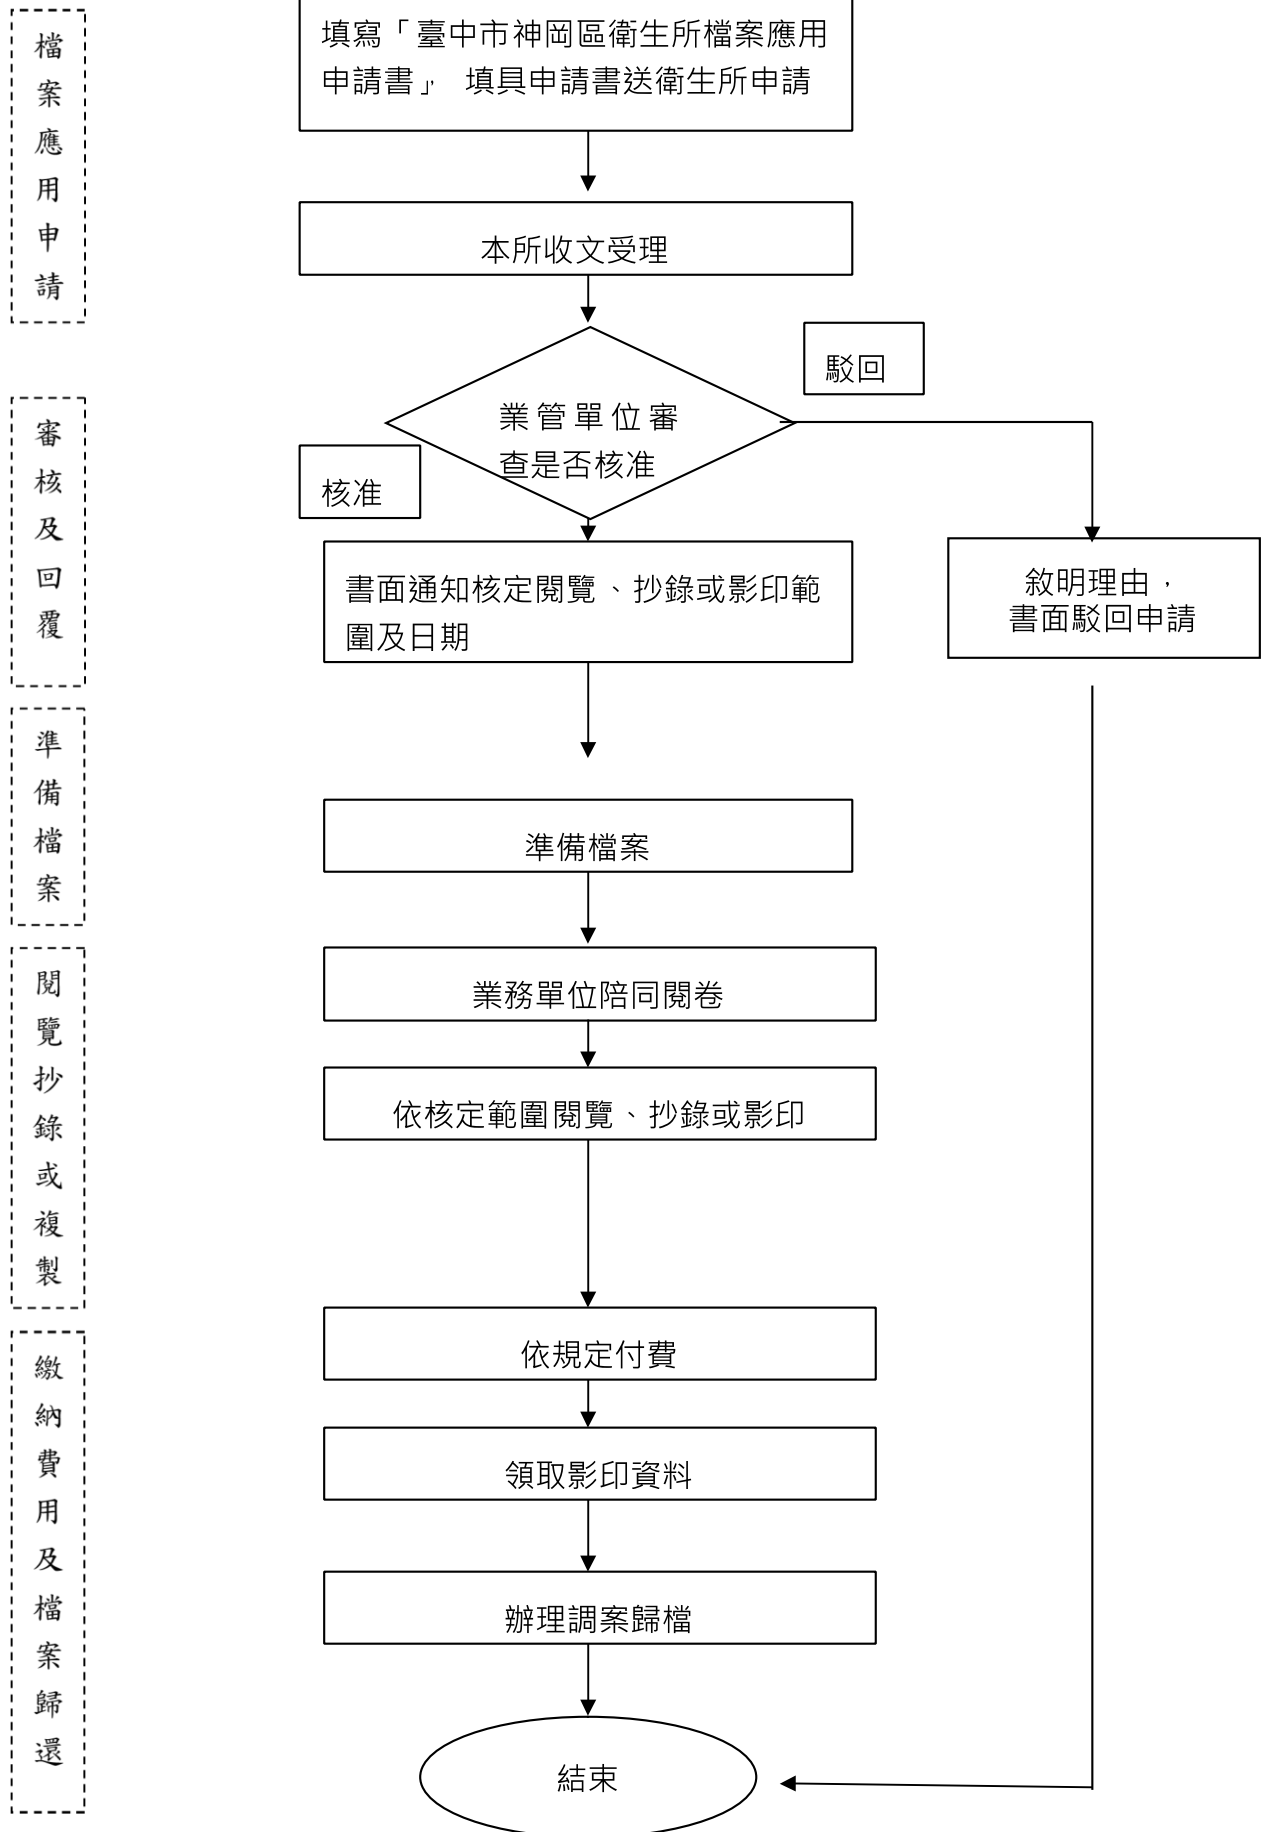 檔案應用申請
填寫「臺中市神岡區衛生所檔案應用
申請書」， 填具申請書送衛生所申請
本所收文受理
審核及回覆
業管單位審
查是否核准
駁回
核准
書面通知核定閱覽、抄錄或影印範
圍及日期
敘明理由，
書面駁回申請
準備檔案
準備檔案
閱覽抄錄或複製
業務單位陪同閱卷
依核定範圍閱覽、抄錄或影印
繳納費用及檔案歸還
依規定付費
領取影印資料
辦理調案歸檔
結束